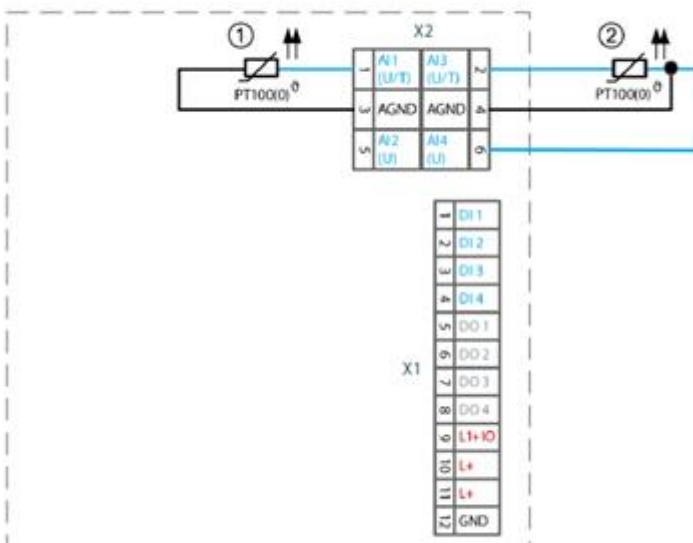 ① X2 ②
PT100(0) ϑ
1 AI1 (U/T) AI3 (U/T) 2
3 AGND AGND 4
5 AI2 (U) AI4 (U) 6
PT100(0) ϑ
X1
1 DI 1
2 DI 2
3 DI 3
4 DI 4
5 DO 1
6 DO 2
7 DO 3
8 DO 4
9 L1+IO
10 L+
11 L+
12 GND